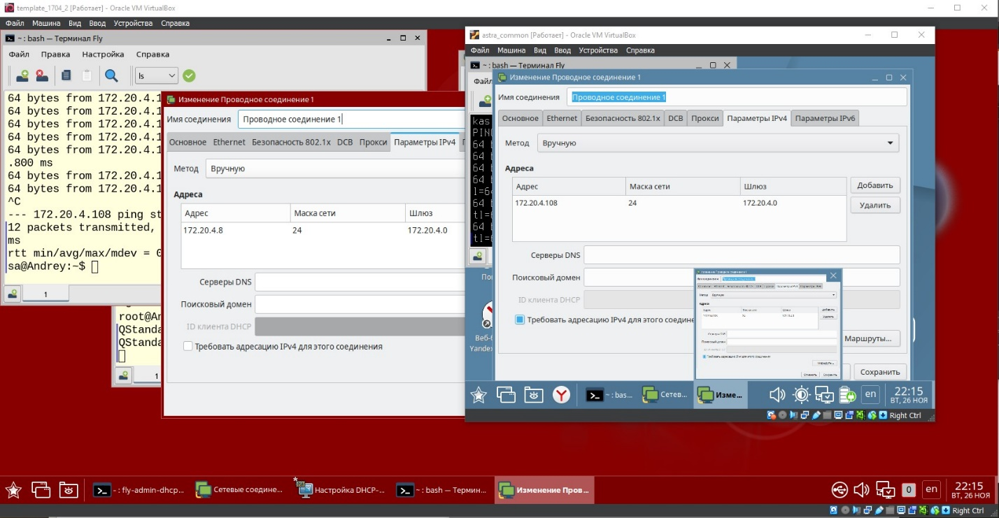 template_1704_2 [Работает] - Oracle VM VirtualBox
Файл Машина Вид Ввод Устройства Справка
~ : bash — Терминал Fly
Файл Правка Настройка Справка
ls
64 bytes from 172.20.4.1
64 bytes from 172.20.4.1
64 bytes from 172.20.4.1
64 bytes from 172.20.4.1
64 bytes from 172.20.4.1
.800 ms
64 bytes from 172.20.4.1
64 bytes from 172.20.4.1
^C
--- 172.20.4.108 ping st
12 packets transmitted,
ms
rtt min/avg/max/mdev = 0
sa@Andrey:~$
1
root@An
QStanda
QStanda
1
Изменение Проводное соединение 1
Имя соединения Проводное соединение 1
Основное Ethernet Безопасность 802.1x DCB Прокси Параметры IPv4
Метод Вручную
Адреса
Адрес Маска сети Шлюз
172.20.4.8 24 172.20.4.0
Серверы DNS
Поисковый домен
ID клиента DHCP
Требовать адресацию IPv4 для этого соединения
astra_common [Работает] - Oracle VM VirtualBox
Файл Машина Вид Ввод Устройства Справка
~ : bash — Терминал Fly
Файл
kas
PING
64 b
64 b
64 b
64 b
l=64
64 b
tl=6
64 b
tl=6
Изменение Проводное соединение 1
Имя соединения Проводное соединение 1
Основное Ethernet Безопасность 802.1x DCB Прокси Параметры IPv4 Параметры IPv6
Метод Вручную
Адреса
Адрес Маска сети Шлюз Добавить
172.20.4.108 24 172.20.4.0 Удалить
Серверы DNS
Поисковый домен
ID клиента DHCP
Требовать адресацию IPv4 для этого соедине
Маршруты...
Сохранить
Веб-б
Yandex
~ : bas... Сетев... Изме... en 22:15
ВТ, 26 НОЯ
Right Ctrl
~ : fly-admin-dhcp... Сетевые соедине... Настройка DHCP-... ~ : bash — Термин... Изменение Пров... 0 en 22:15
ВТ, 26 НОЯ
Right Ctrl